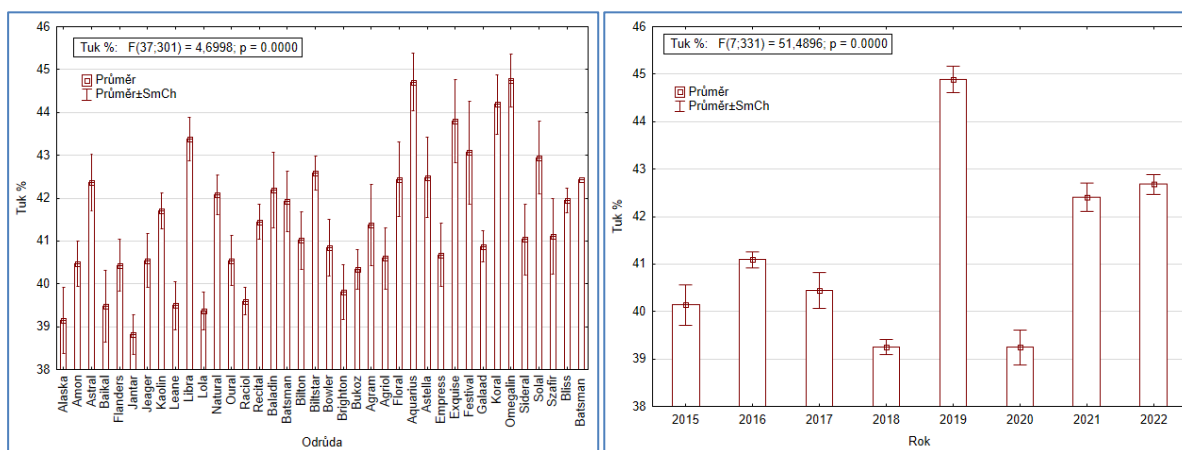 Tuk %: F(37;301) = 4,6998; p = 0.0000
Průměr
Průměr±SmCh
Tuk %
46
45
44
43
42
41
40
39
38
Alaska
Amon
Astral
Baikal
Flanders
Jantar
Jeager
Kaolin
Leane
Libra
Lola
Natural
Oural
Raciol
Recital
Baladin
Batsman
Bilton
Biltstar
Bowler
Brighton
Bukoz
Agram
Agriol
Floral
Aquarius
Astella
Empress
Exquise
Festival
Galaad
Koral
Omegalin
Sideral
Solal
Szafir
Bliss
Batsman
Odrůda
Tuk %: F(7;331) = 51,4896; p = 0.0000
Průměr
Průměr±SmCh
Tuk %
46
45
44
43
42
41
40
39
38
2015 2016 2017 2018 2019 2020 2021 2022
Rok